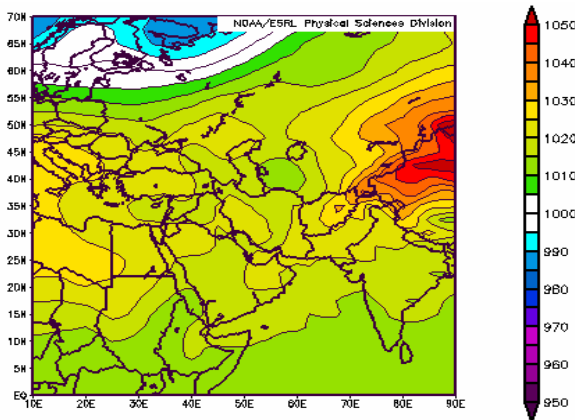 NOAA/ESRL Physical Sciences Division
70N
65N
60N
55N
50N
45N
40N
35N
30N
25N
20N
15N
10N
5N
EQ
10E 20E 30E 40E 50E 60E 70E 80E 90E
1050
1040
1030
1020
1010
1000
990
980
970
960
950